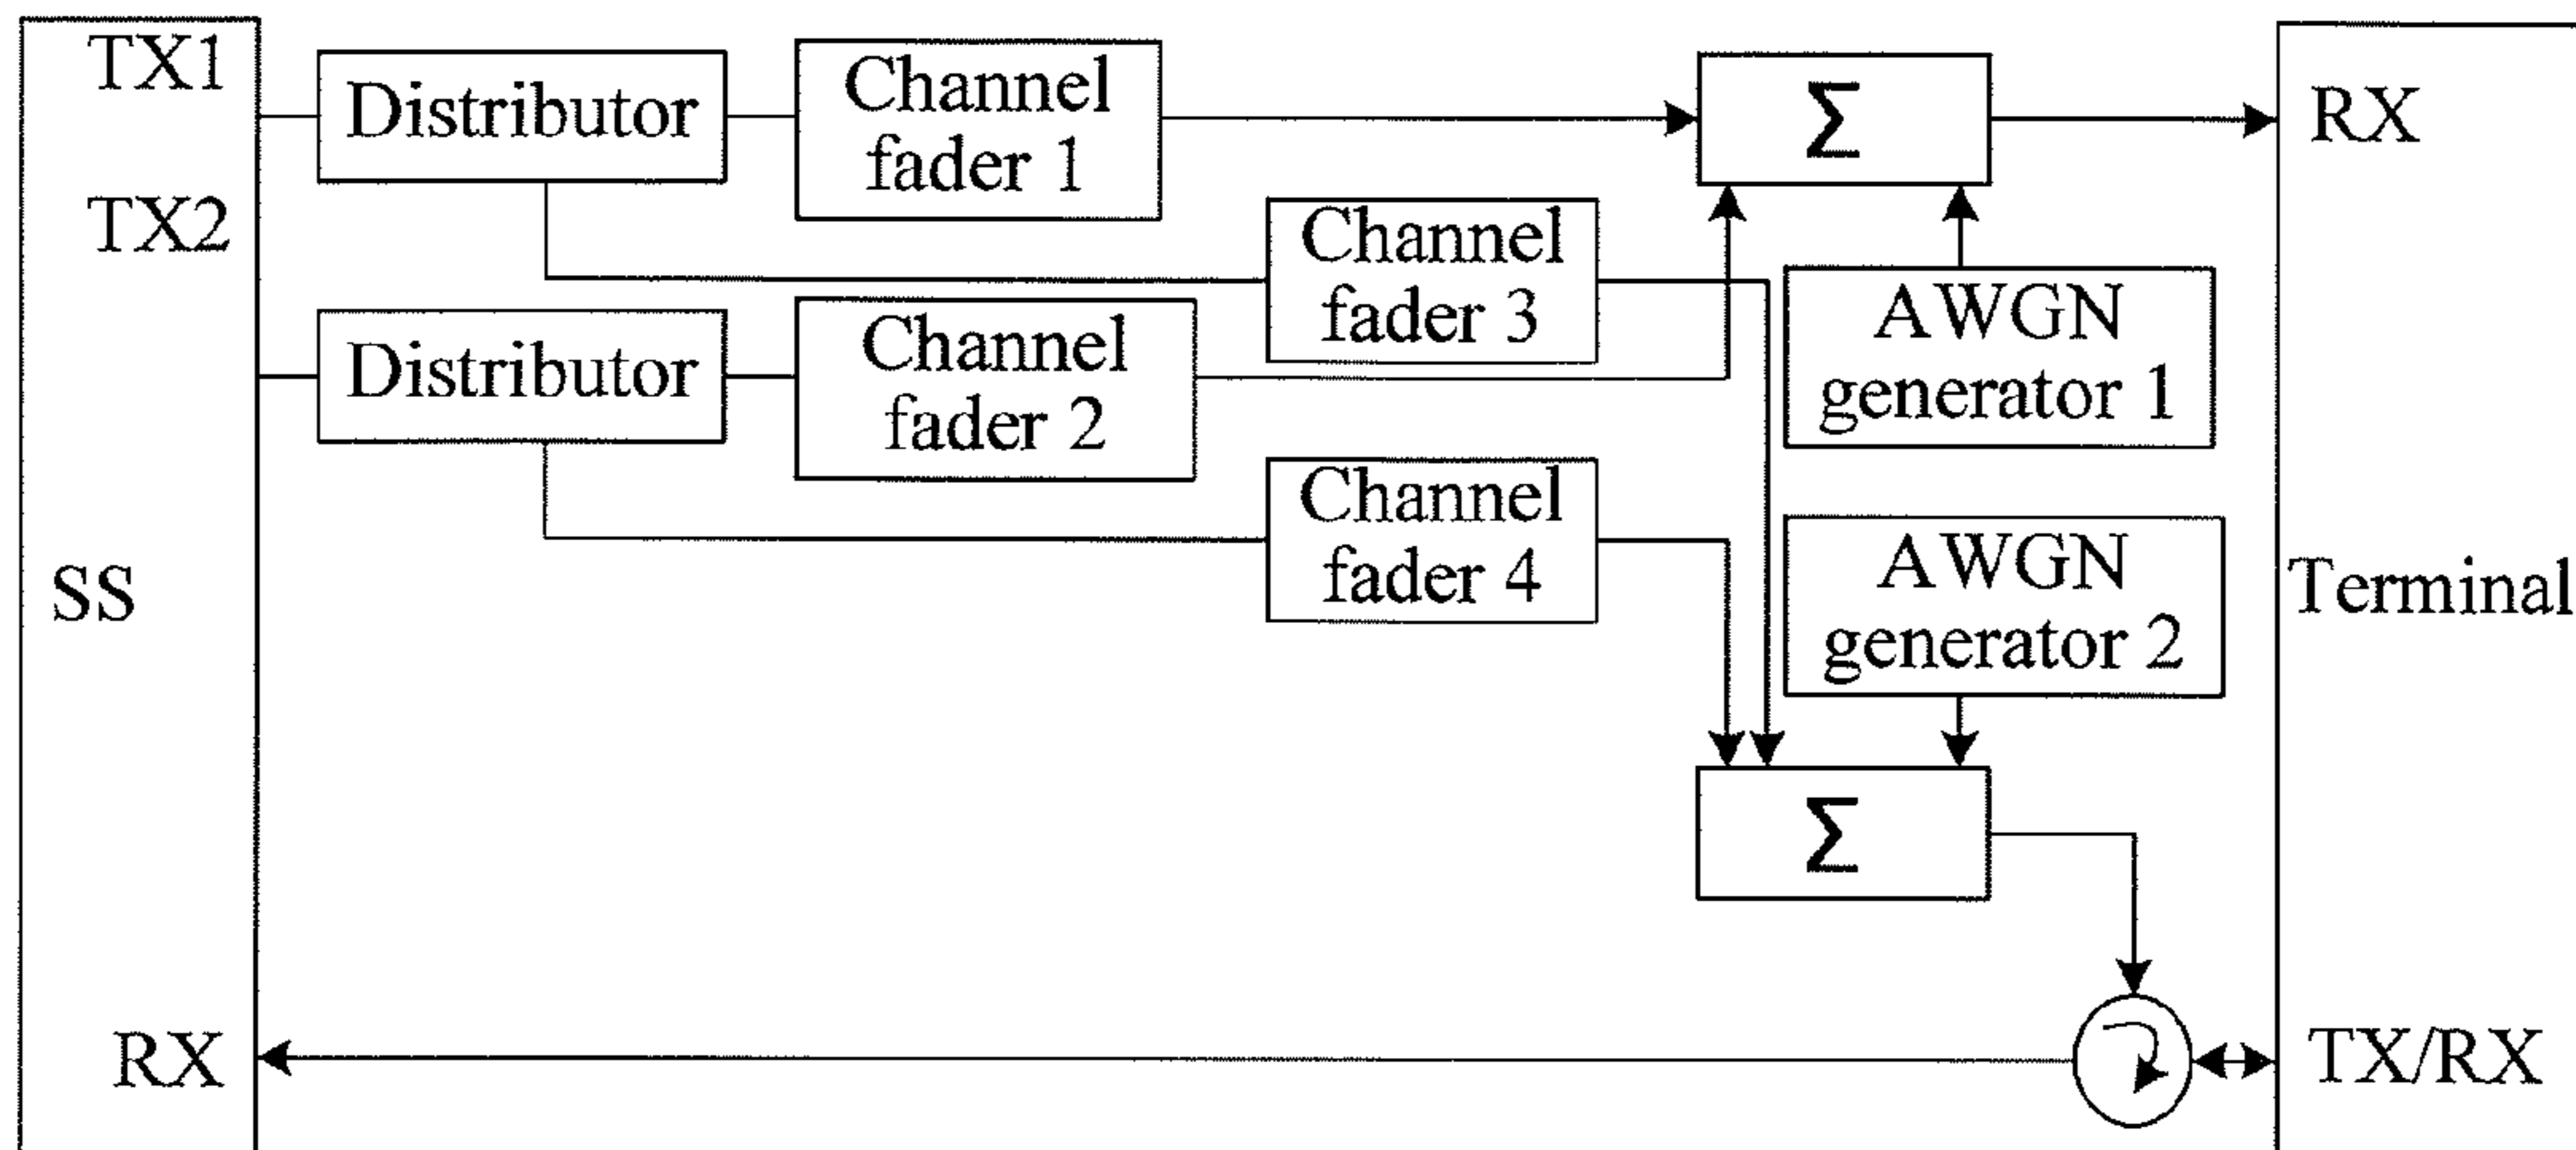 TX1
Distributor
Channel
fader 1
Σ
RX
TX2
Channel
fader 3
AWGN
generator 1
Distributor
Channel
fader 2
Channel
fader 4
AWGN
generator 2
SS
Terminal
Σ
RX
TX/RX